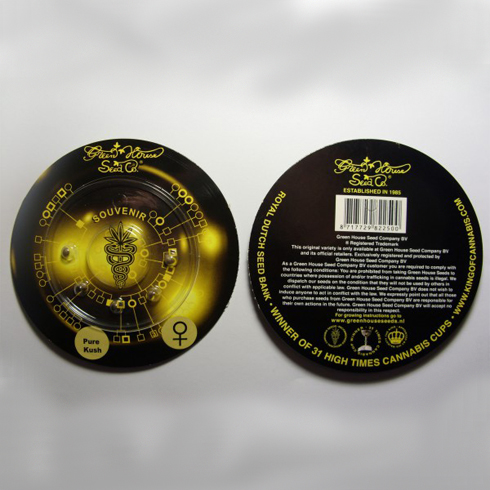 Green House
Seed Co.
SOUVENIR
Pure
Kush
Green House
Seed Co.
ESTABLISHED IN 1985
8 717729 822500
Green House Seed Company BV
® Registered Trademark.
This original variety is only available at Green House Seed Company BV
and its official retailers. Exclusively registered and protected by
Green House Seed Company BV
As a Green House Seed Company BV customer you are required to comply with
the following conditions: You are prohibited from taking Green House Seeds to
countries where possession of and/or trafficking in cannabis seeds is illegal. We
dispatch our seeds on the condition that they will not be used by others in
conflict with applicable law. Green House Seed Company BV does not wish to
induce anyone to act in conflict with the law. We expressly point out that all those
who purchase seeds from Green House Seed Company BV are responsible for
their own actions in the future. Green House Seed Company BV will accept no
responsibility in this respect.
For growing instructions go to
www.greenhouseseeds.nl
ROYAL DUTCH SEED BANK • WINNER OF 31 HIGH TIMES CANNABIS CUPS • WWW.KINGOFCANNABIS.COM